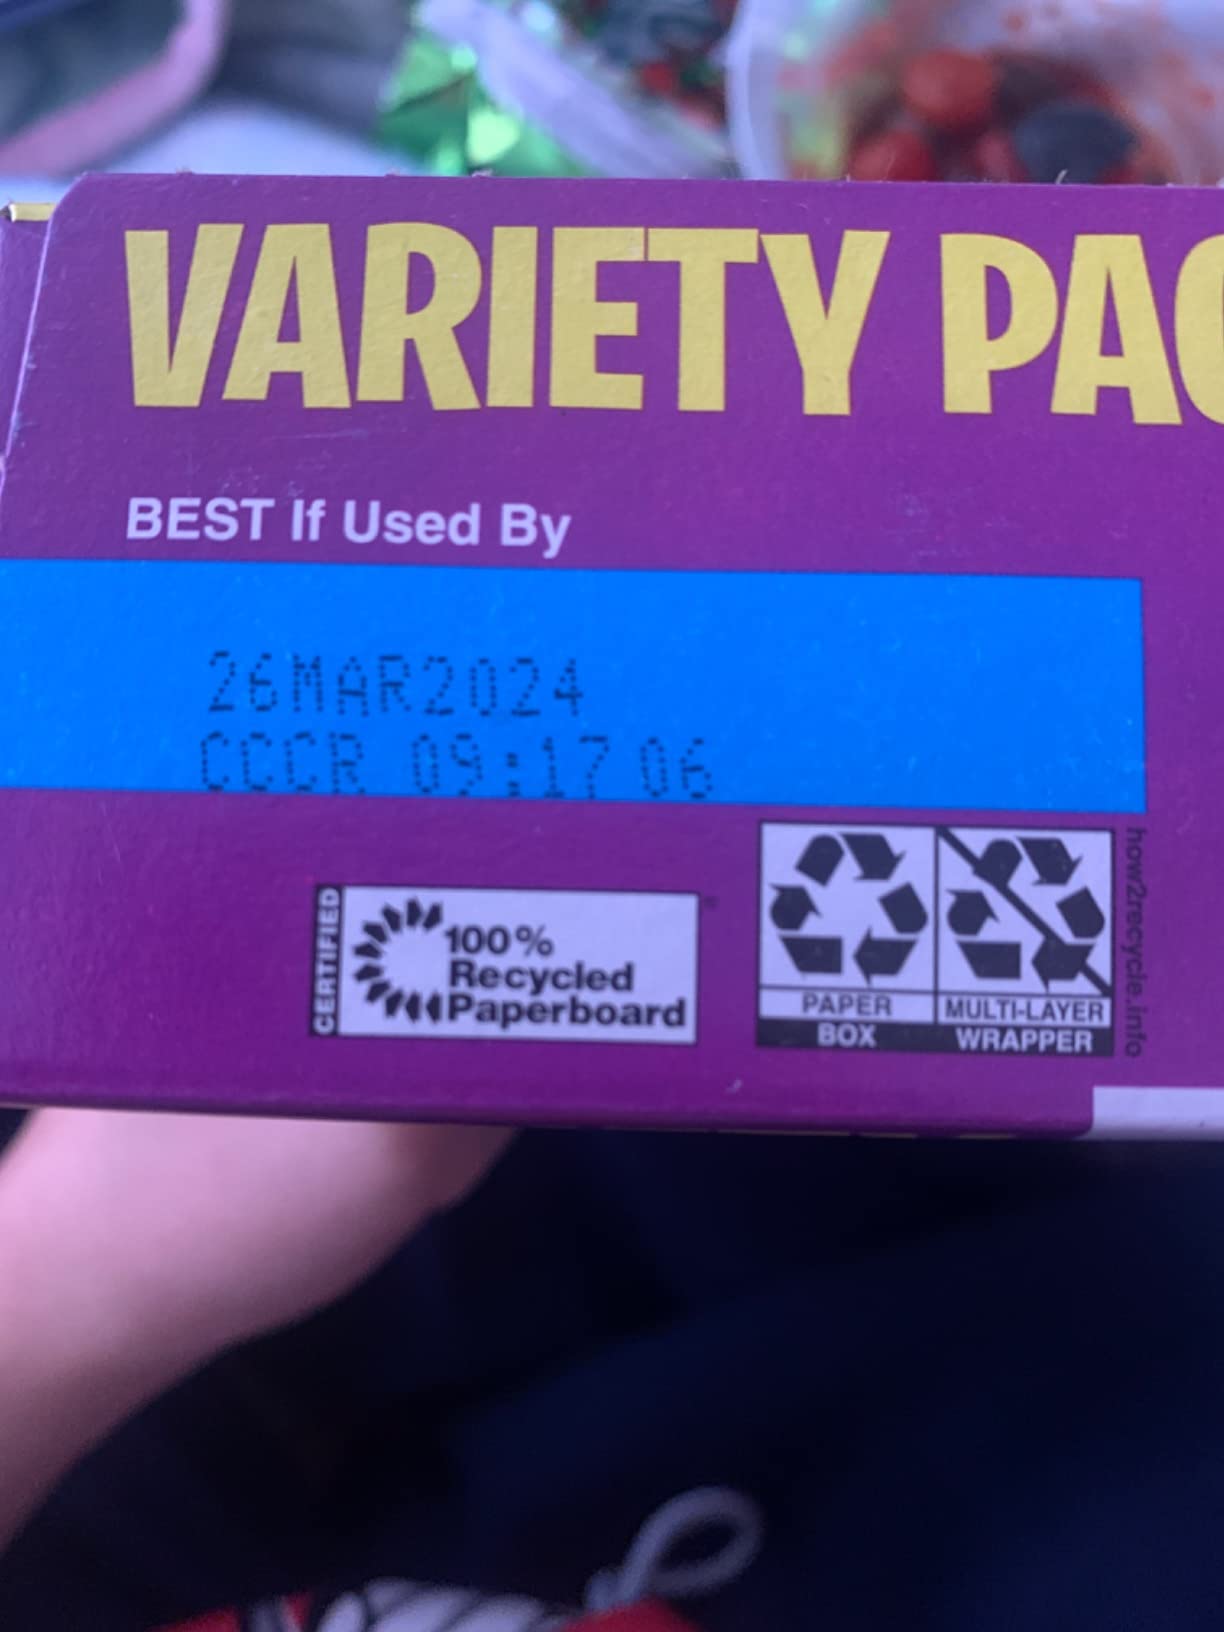 VARIETY PAC
BEST If Used By
26MAR2024
CCCR 09:17 06
CERTIFIED
100%
Recycled
Paperboard
PAPER
BOX
MULTI-LAYER
WRAPPER
how2recycle.info